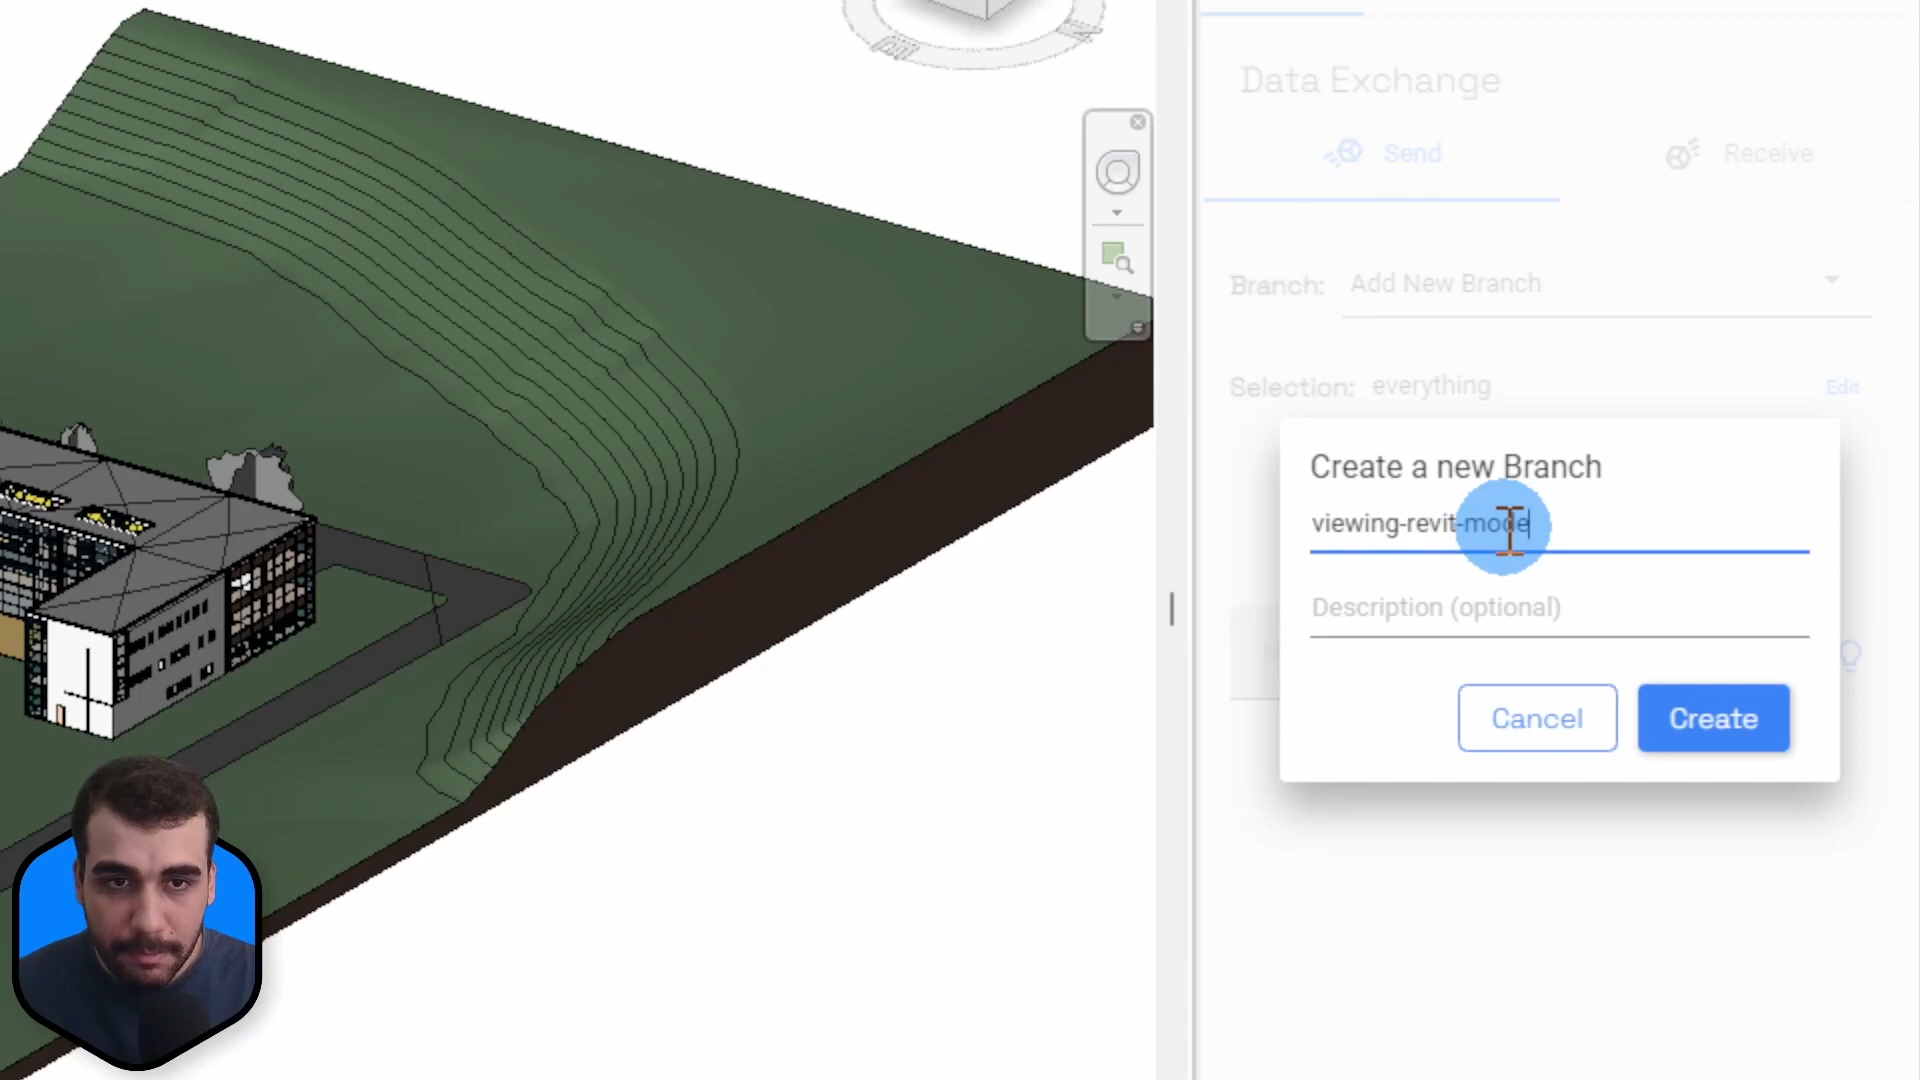 Data Exchange
Send
Receive
Branch: Add New Branch
Selection: everything Edit
Create a new Branch
viewing-revit-mode
Description (optional)
Cancel
Create